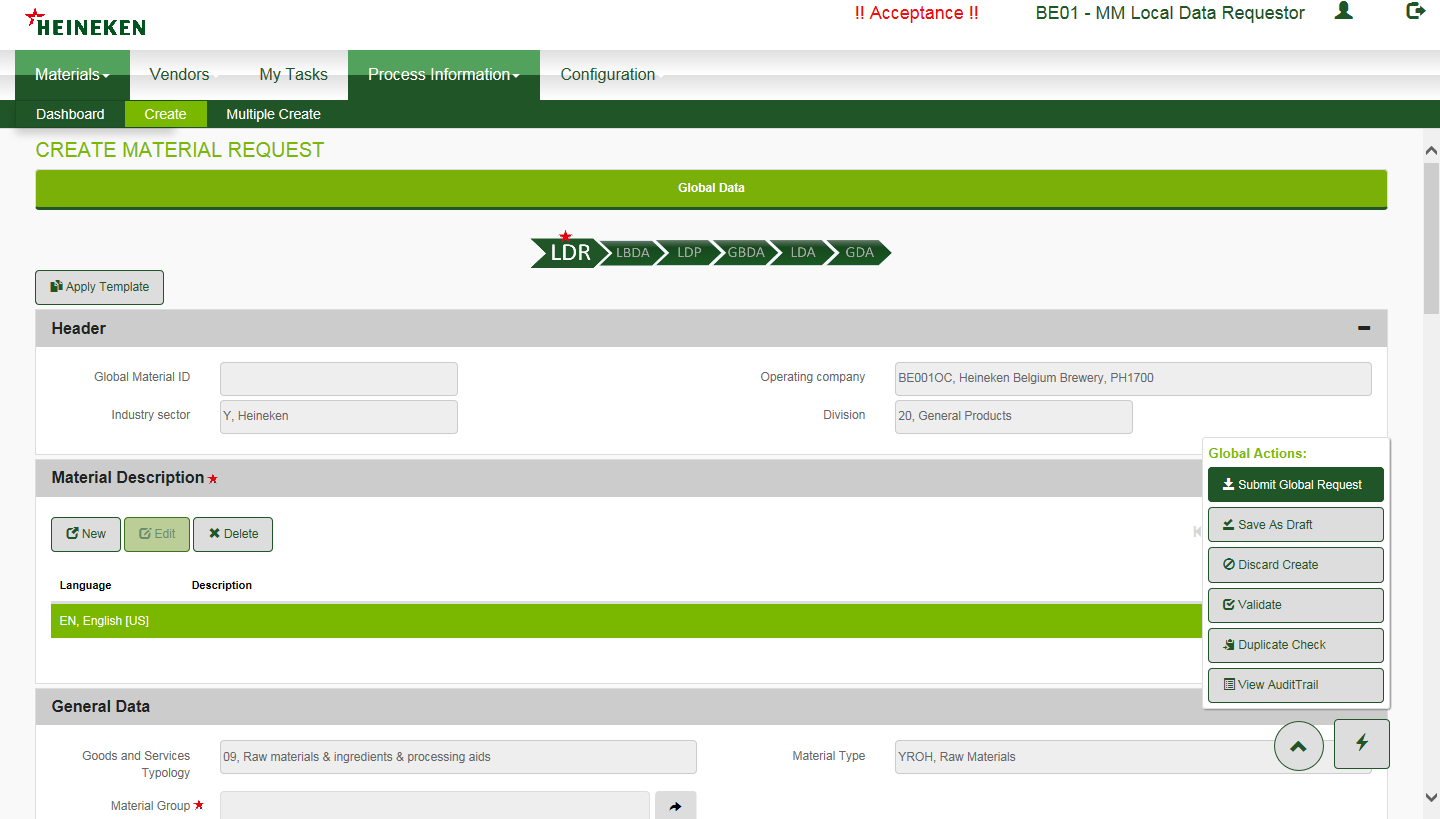 HEINEKEN
!! Acceptance !!
BE01 - MM Local Data Requestor
Materials
Vendors
My Tasks
Process Information
Configuration
Dashboard
Create
Multiple Create
CREATE MATERIAL REQUEST
Global Data
LDR
LBDA
LDP
GBDA
LDA
GDA
Apply Template
Header
Global Material ID
Operating company
BE001OC, Heineken Belgium Brewery, PH1700
Industry sector
Y, Heineken
Division
20, General Products
Global Actions:
Submit Global Request
Save As Draft
Discard Create
Validate
Duplicate Check
View AuditTrail
Material Description
New
Edit
Delete
Language
Description
EN, English [US]
General Data
Goods and Services
Typology
09, Raw materials & ingredients & processing aids
Material Type
YROH, Raw Materials
Material Group